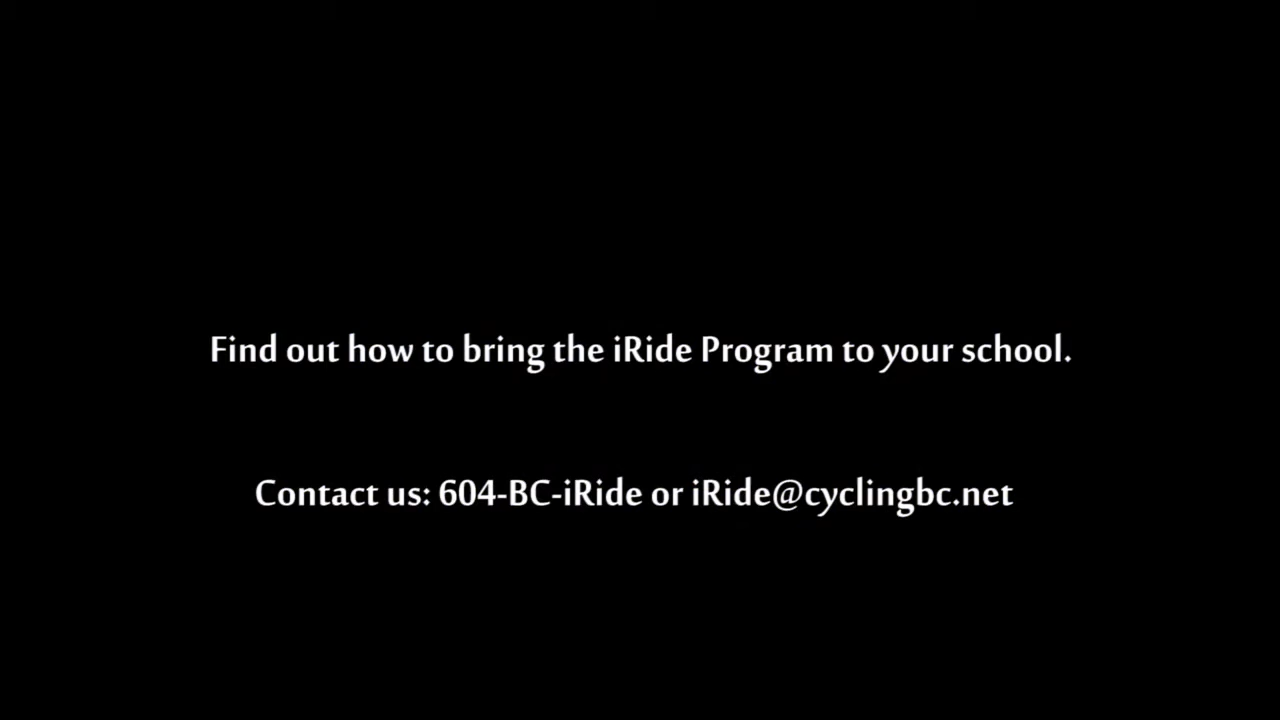 Find out how to bring the iRide Program to your school.
Contact us: 604-BC-iRide or iRide@cyclingbc.net